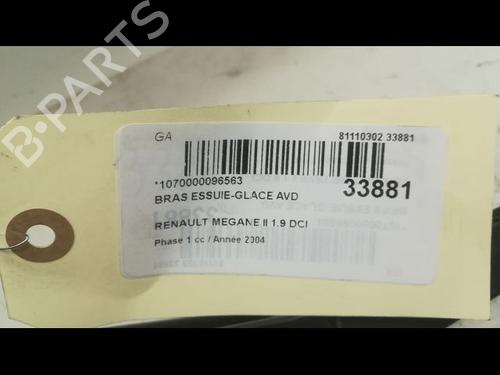 B-PARTS
GA
81110302 33881
*1070000096563
33881
BRAS ESSUIE-GLACE AVD
RENAULT MEGANE II 1.9 DCI
Phase 1 cc / Année 2004